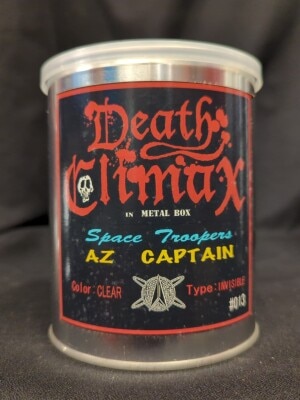 Death
Climax
IN METAL BOX
Space Troopers
AZ CAPTAIN
Color: CLEAR Type: INVISIBLE
#013